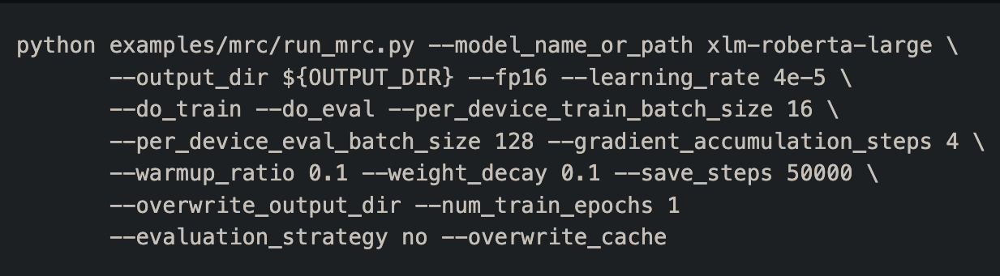 python examples/mrc/run_mrc.py --model_name_or_path xlm-roberta-large \
--output_dir ${OUTPUT_DIR} --fp16 --learning_rate 4e-5 \
--do_train --do_eval --per_device_train_batch_size 16 \
--per_device_eval_batch_size 128 --gradient_accumulation_steps 4 \
--warmup_ratio 0.1 --weight_decay 0.1 --save_steps 50000 \
--overwrite_output_dir --num_train_epochs 1
--evaluation_strategy no --overwrite_cache